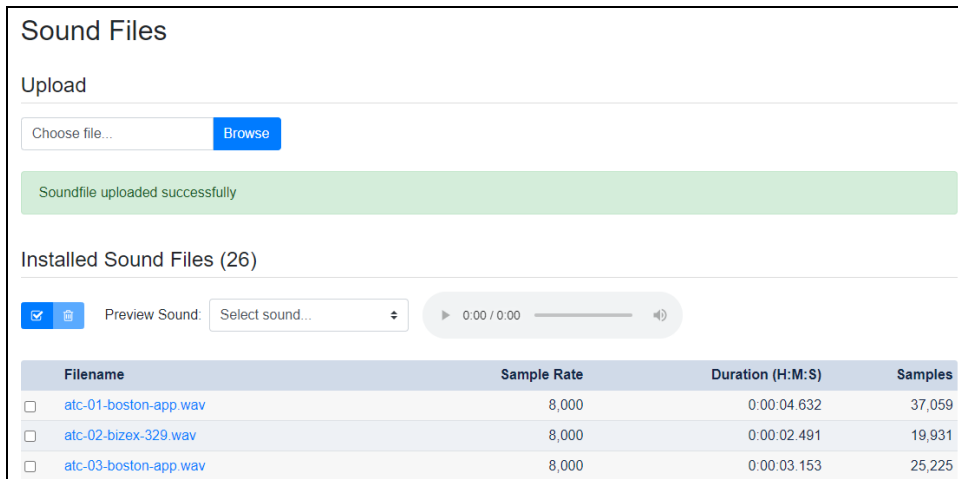 Sound Files
Upload
Choose file... Browse
Soundfile uploaded successfully
Installed Sound Files (26)
Preview Sound: Select sound... 0:00 / 0:00
Filename Sample Rate Duration (H:M:S) Samples
atc-01-boston-app.wav 8,000 0:00:04.632 37,059
atc-02-bizex-329.wav 8,000 0:00:02.491 19,931
atc-03-boston-app.wav 8,000 0:00:03.153 25,225